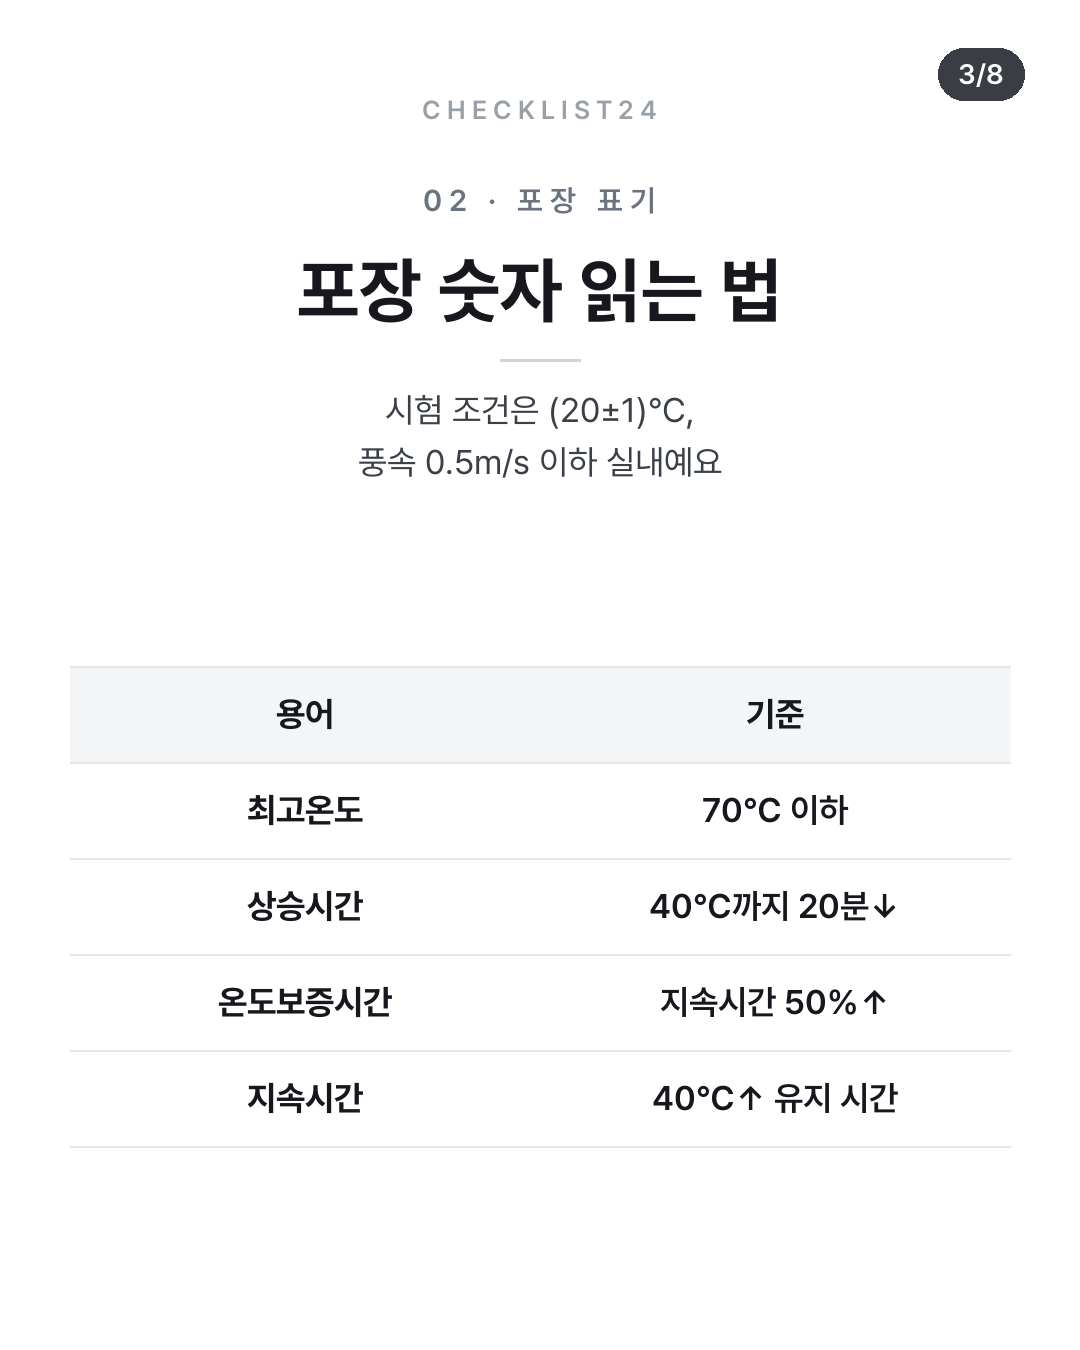 3/8
CHECKLIST24
02 · 포장 표기
포장 숫자 읽는 법
시험 조건은 (20±1)°C,
풍속 0.5m/s 이하 실내예요
용어 기준
최고온도 70°C 이하
상승시간 40°C까지 20분↓
온도보증시간 지속시간 50%↑
지속시간 40°C↑ 유지 시간